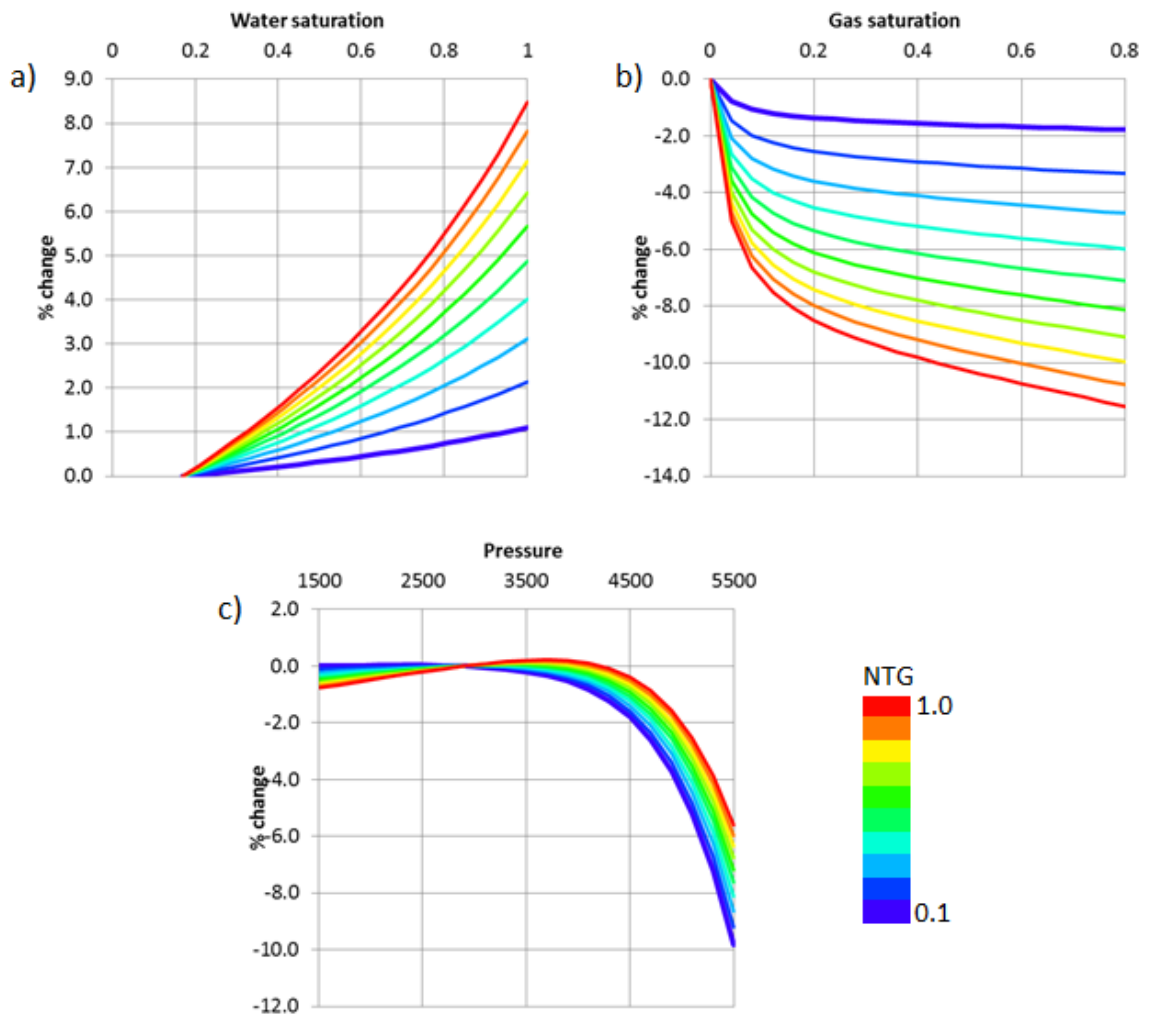 Water saturation
0 0.2 0.4 0.6 0.8 1
a)
9.0
8.0
7.0
6.0
5.0
4.0
3.0
2.0
1.0
0.0
% change
Gas saturation
0 0.2 0.4 0.6 0.8
b)
0.0
-2.0
-4.0
-6.0
-8.0
-10.0
-12.0
-14.0
% change
Pressure
1500 2500 3500 4500 5500
c)
2.0
0.0
-2.0
-4.0
-6.0
-8.0
-10.0
-12.0
% change
NTG
1.0
0.1